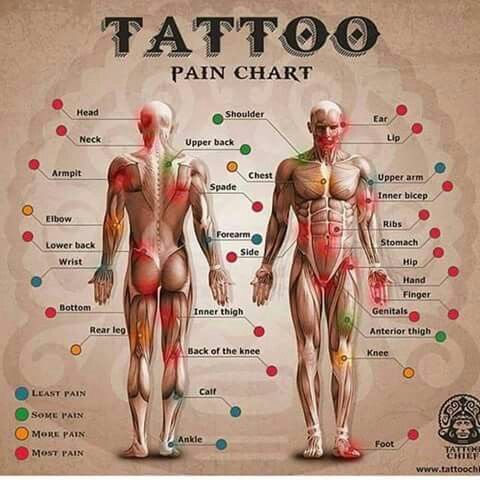 TATTOO
PAIN CHART
Head
Neck
Armpit
Elbow
Lower back
Wrist
Bottom
Rear leg
Shoulder
Upper back
Chest
Spade
Forearm
Side
Inner thigh
Back of the knee
Calf
Ankle
Ear
Lip
Upper arm
Inner bicep
Ribs
Stomach
Hip
Hand
Finger
Genitals
Anterior thigh
Knee
Foot
LEAST PAIN
SOME PAIN
MORE PAIN
MOST PAIN
TATTOO
CHIEF
www.tattoochi